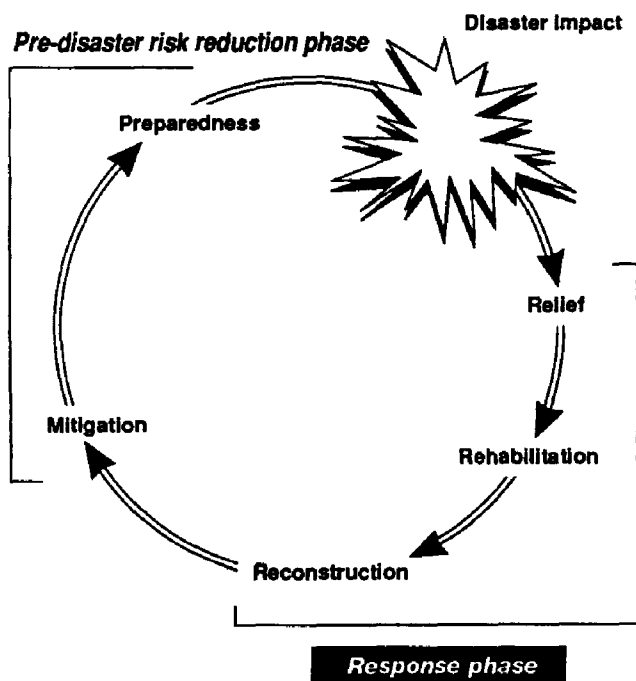 Disaster impact
Pre-disaster risk reduction phase
Preparedness
Relief
Mitigation
Rehabilitation
Reconstruction
Response phase